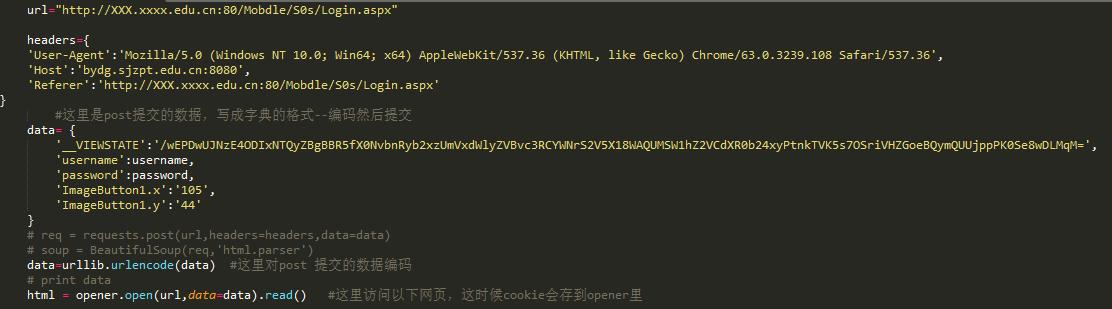 url="http://XXX.xxxx.edu.cn:80/Mobdle/S0s/Login.aspx"
headers={
'User-Agent':'Mozilla/5.0 (Windows NT 10.0; Win64; x64) AppleWebKit/537.36 (KHTML, like Gecko) Chrome/63.0.3239.108 Safari/537.36',
'Host':'bydg.sjzpt.edu.cn:8080',
'Referer':'http://XXX.xxxx.edu.cn:80/Mobdle/S0s/Login.aspx'
}
#这里是post提交的数据，写成字典的格式--编码然后提交
data= {
'__VIEWSTATE':'/wEPDwUJNzE4ODIxNTQyZBgBBR5fX0NvbnRyb2xzUmVxdWlyZVBvc3RCYWNrS2V5X18WAQUMSW1hZ2VCdXR0b24xyPtnkTVK5s7OSriVHZGoeBQymQUUjppPK0Se8wDLMqM=',
'username':username,
'password':password,
'ImageButton1.x':'105',
'ImageButton1.y':'44'
}
# req = requests.post(url,headers=headers,data=data)
# soup = BeautifulSoup(req,'html.parser')
data=urllib.urlencode(data)  #这里对post 提交的数据编码
# print data
html = opener.open(url,data=data).read()   #这里访问以下网页，这时候cookie会存到opener里